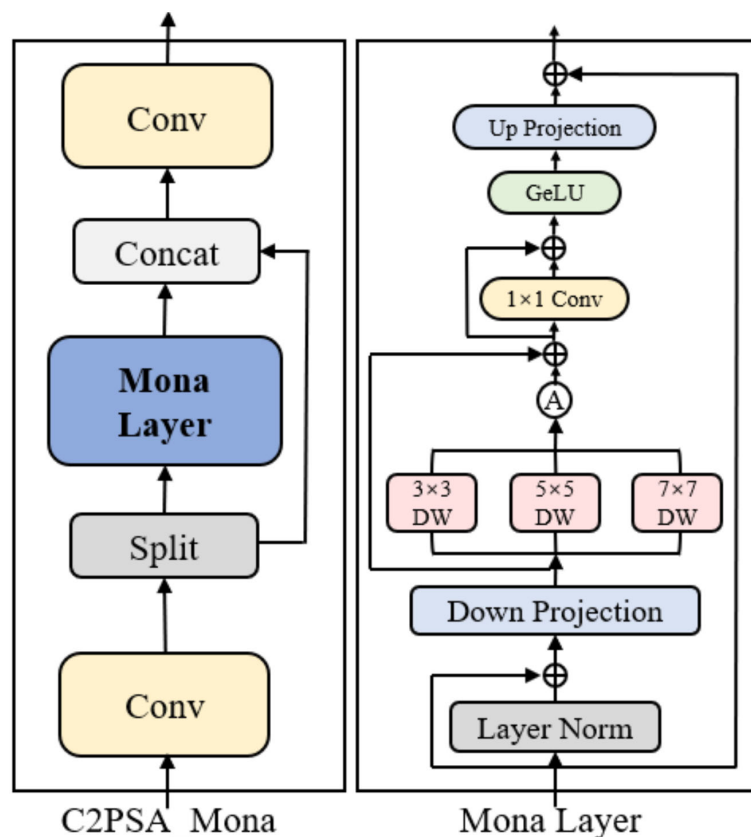 Conv
Concat
Mona
Layer
Split
Conv
C2PSA Mona
Up Projection
GeLU
1×1 Conv
A
3×3
DW
5×5
DW
7×7
DW
Down Projection
Layer Norm
Mona Layer